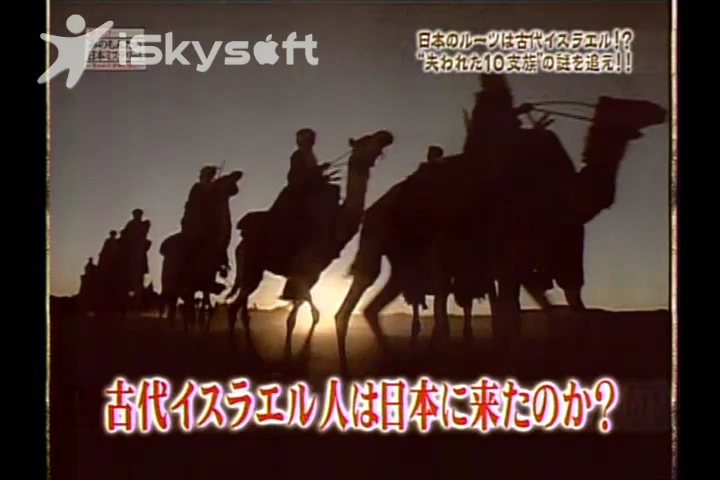 iSkysoft
日本のルーツは古代イスラエル!?
"失われた10支族"の謎を追え!!
古代イスラエル人は日本に来たのか?